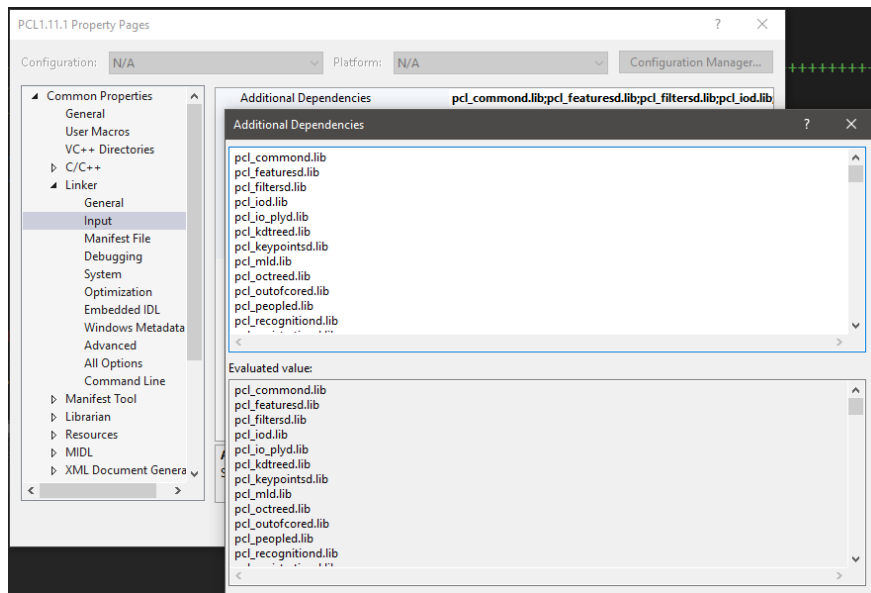 PCL1.11.1 Property Pages
Configuration: N/A Platform: N/A Configuration Manager...
Common Properties
General
User Macros
VC++ Directories
C/C++
Linker
General
Input
Manifest File
Debugging
System
Optimization
Embedded IDL
Windows Metadata
Advanced
All Options
Command Line
Manifest Tool
Librarian
Resources
MIDL
XML Document Genera
Additional Dependencies pcl_commond.lib;pcl_featuresd.lib;pcl_filtersd.lib;pcl_iod.lib;
Additional Dependencies
pcl_commond.lib
pcl_featuresd.lib
pcl_filtersd.lib
pcl_iod.lib
pcl_io_plyd.lib
pcl_kdtreed.lib
pcl_keypointsd.lib
pcl_mld.lib
pcl_octreed.lib
pcl_outofcored.lib
pcl_peopled.lib
pcl_recognitiond.lib
Evaluated value:
pcl_commond.lib
pcl_featuresd.lib
pcl_filtersd.lib
pcl_iod.lib
pcl_io_plyd.lib
pcl_kdtreed.lib
pcl_keypointsd.lib
pcl_mld.lib
pcl_octreed.lib
pcl_outofcored.lib
pcl_peopled.lib
pcl_recognitiond.lib